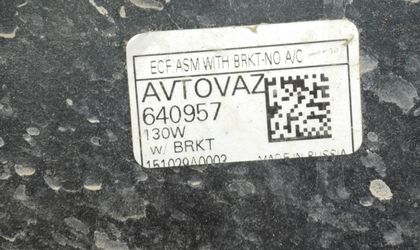 ECF ASM WITH BRKT-NO A/C
AVTOVAZ
640957
130W
w/ BRKT
151029A0002 MADE IN RUSSIA